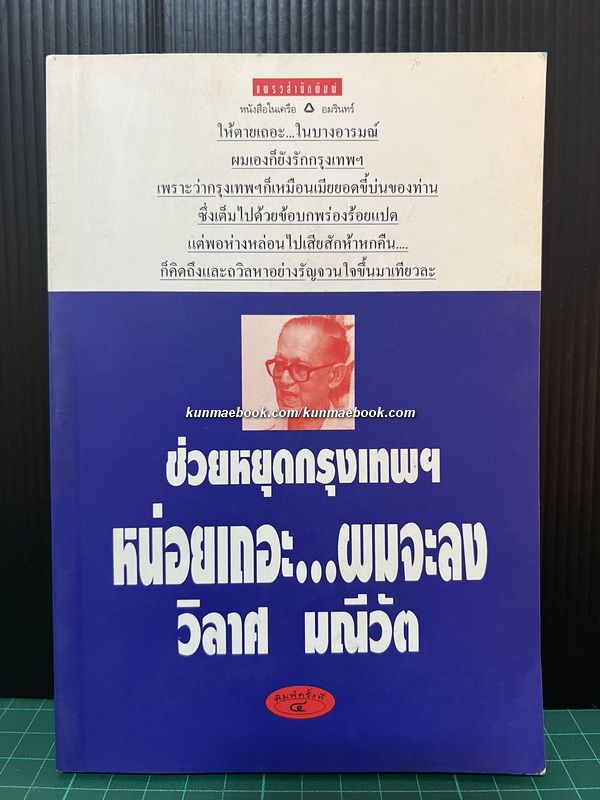 แพรวสำนักพิมพ์
หนังสือในเครือ อมรินทร์
ให้ตายเถอะ...ในบางอารมณ์
ผมเองก็ยังรักกรุงเทพฯ
เพราะว่ากรุงเทพฯก็เหมือนเมียยอดขี้บ่นของท่าน
ซึ่งเต็มไปด้วยข้อบกพร่องร้อยแปด
แต่พอห่างหล่อนไปเสียสักห้าหกคืน....
ก็คิดถึงและถวิลหาอย่างรัญจวนใจขึ้นมาเทียวละ
kunmaebook.com/kunmaebook.com
ช่วยหยุดกรุงเทพฯ
หน่อยเถอะ...ผมจะลง
วิลาศ มณีวัต
พิมพ์ครั้งที่
๔